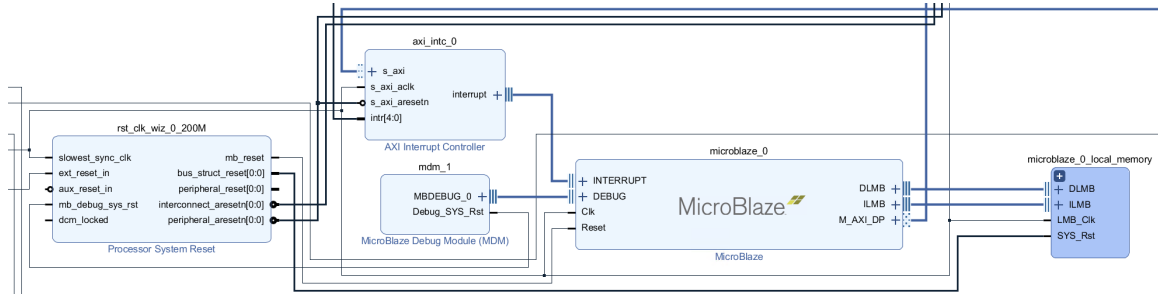 axi_intc_0
s_axi
s_axi_aclk
s_axi_aresetn
intr[4:0]
interrupt
AXI Interrupt Controller
rst_clk_wiz_0_200M
slowest_sync_clk
ext_reset_in
aux_reset_in
mb_debug_sys_rst
dcm_locked
mb_reset
bus_struct_reset[0:0]
peripheral_reset[0:0]
interconnect_aresetn[0:0]
peripheral_aresetn[0:0]
Processor System Reset
mdm_1
MBDEBUG_0
Debug_SYS_Rst
MicroBlaze Debug Module (MDM)
microblaze_0
INTERRUPT
DEBUG
Clk
Reset
MicroBlaze
DLMB
ILMB
M_AXI_DP
MicroBlaze
microblaze_0_local_memory
DLMB
ILMB
LMB_Clk
SYS_Rst